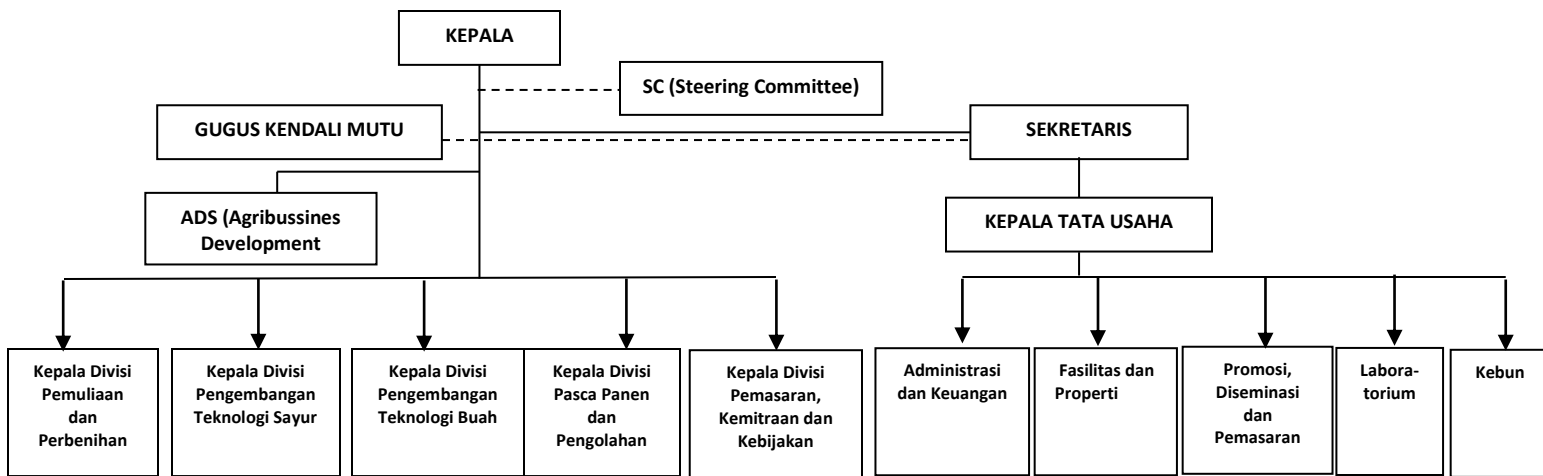 KEPALA
SC (Steering Committee)
GUGUS KENDALI MUTU
SEKRETARIS
ADS (Agribussines
Development
KEPALA TATA USAHA
Kepala Divisi
Pemuliaan
dan
Perbenihan
Kepala Divisi
Pengembangan
Teknologi Sayur
Kepala Divisi
Pengembangan
Teknologi Buah
Kepala Divisi
Pasca Panen
dan
Pengolahan
Kepala Divisi
Pemasaran,
Kemitraan dan
Kebijakan
Administrasi
dan Keuangan
Fasilitas dan
Properti
Promosi,
Diseminasi
dan
Pemasaran
Labora-
torium
Kebun